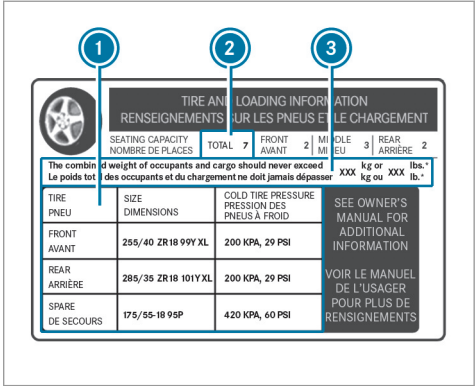 1 2 3
TIRE AND LOADING INFORMATION
RENSEIGNEMENTS SUR LES PNEUS ET LE CHARGEMENT
SEATING CAPACITY
NOMBRE DE PLACES
TOTAL 7
FRONT
AVANT 2
MIDDLE
MILIEU 3
REAR
ARRIÈRE 2
The combined weight of occupants and cargo should never exceed XXX kg or XXX lbs.*
Le poids total des occupants et du chargement ne doit jamais dépasser kg ou lb.*
TIRE
PNEU
SIZE
DIMENSIONS
COLD TIRE PRESSURE
PRESSION DES
PNEUS À FROID
FRONT
AVANT
255/40 ZR18 99Y XL
200 KPA, 29 PSI
REAR
ARRIÈRE
285/35 ZR18 101Y XL
200 KPA, 29 PSI
SPARE
DE SECOURS
175/55-18 95P
420 KPA, 60 PSI
SEE OWNER'S
MANUAL FOR
ADDITIONAL
INFORMATION
VOIR LE MANUEL
DE L'USAGER
POUR PLUS DE
RENSIGNEMENTS